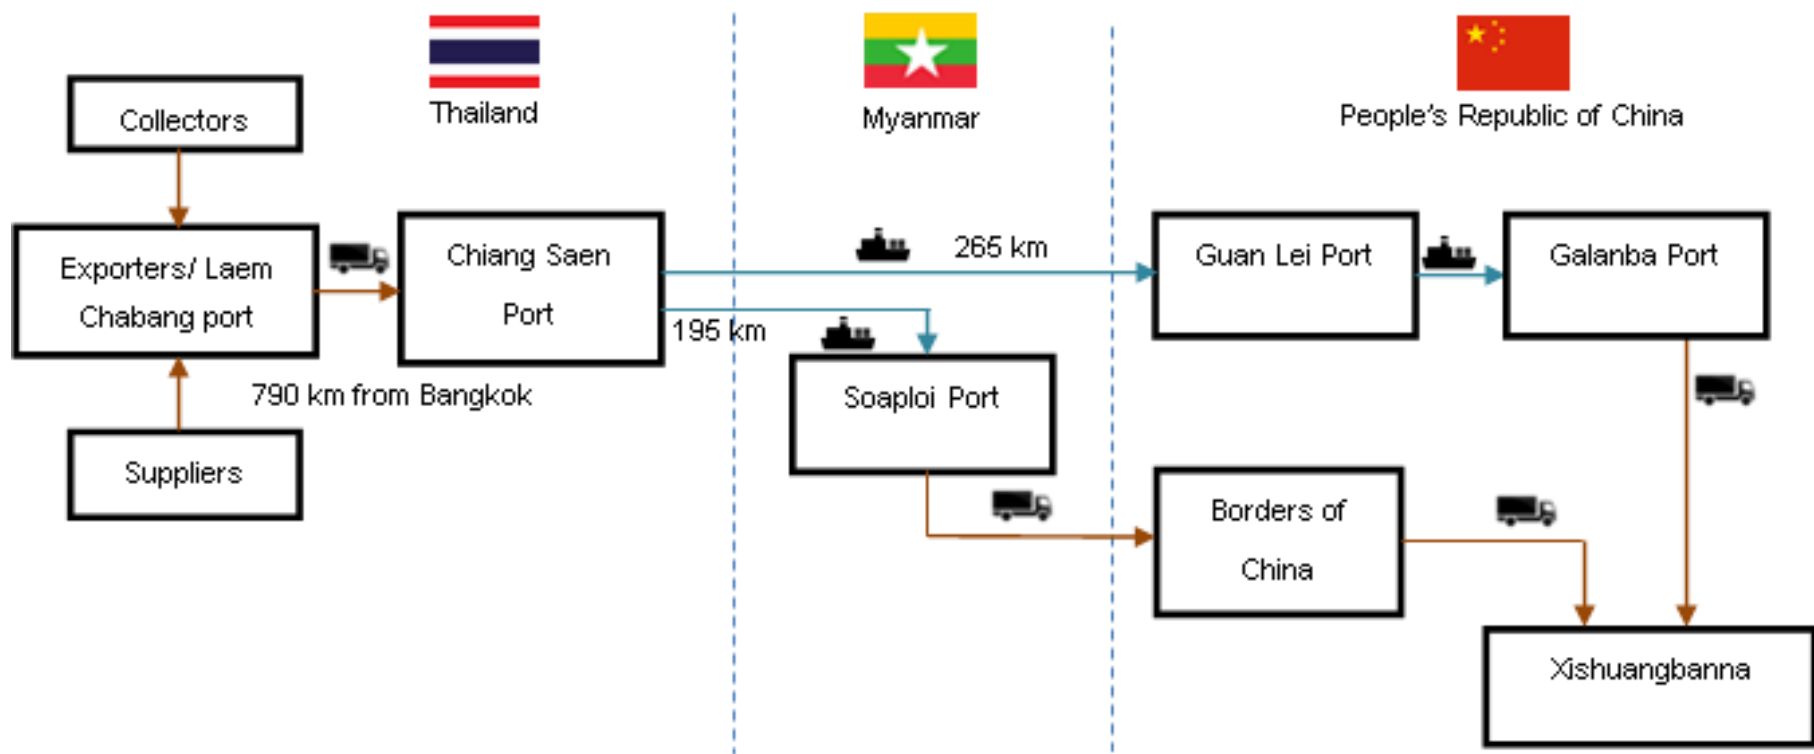 Thailand
Myanmar
People's Republic of China
Collectors
Exporters/ Laem
Chabang port
Suppliers
790 km from Bangkok
Chiang Saen
Port
265 km
195 km
Soaploi Port
Guan Lei Port
Galanba Port
Borders of
China
Xishuangbanna